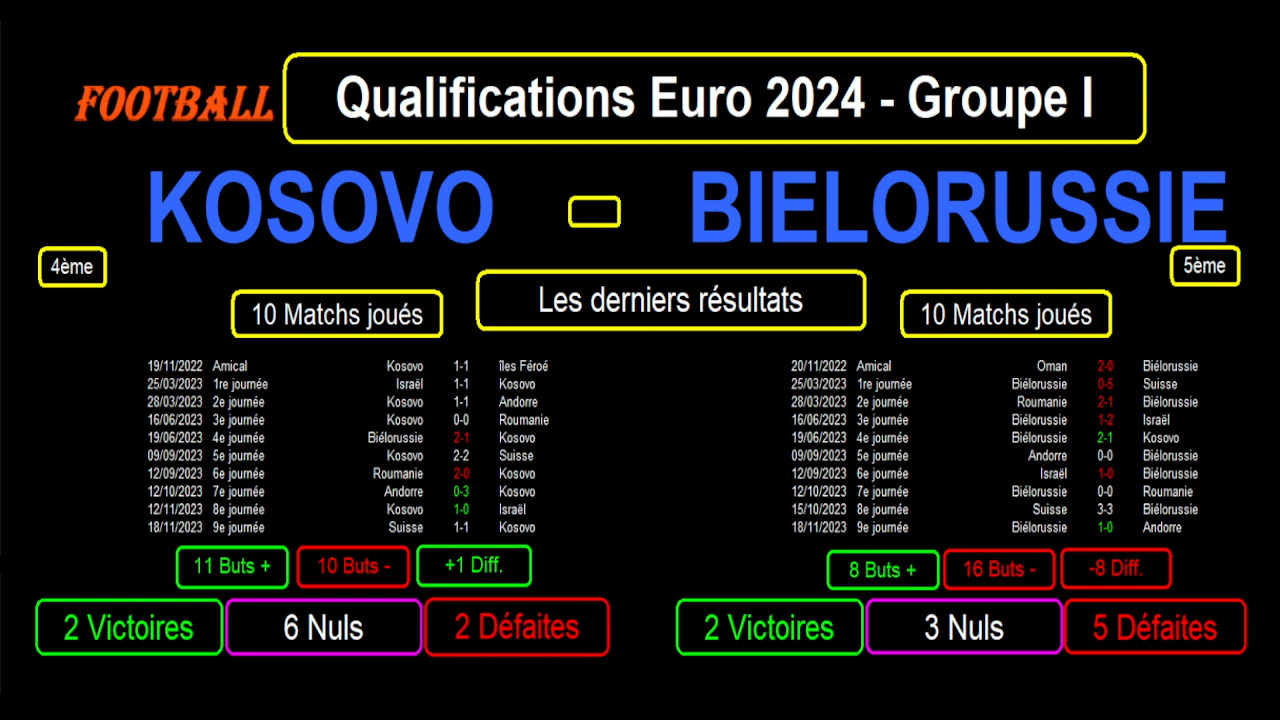 FOOTBALL
Qualifications Euro 2024 - Groupe I
KOSOVO - BIELORUSSIE
4ème
5ème
Les derniers résultats
10 Matchs joués
10 Matchs joués
19/11/2022 Amical Kosovo 1-1 îles Féroé
25/03/2023 1re journée Israël 1-1 Kosovo
28/03/2023 2e journée Kosovo 1-1 Andorre
16/06/2023 3e journée Kosovo 0-0 Roumanie
19/06/2023 4e journée Biélorussie 2-1 Kosovo
09/09/2023 5e journée Kosovo 2-2 Suisse
12/09/2023 6e journée Roumanie 2-0 Kosovo
12/10/2023 7e journée Andorre 0-3 Kosovo
12/11/2023 8e journée Kosovo 1-0 Israël
18/11/2023 9e journée Suisse 1-1 Kosovo
20/11/2022 Amical Oman 2-0 Biélorussie
25/03/2023 1re journée Biélorussie 0-5 Suisse
28/03/2023 2e journée Roumanie 2-1 Biélorussie
16/06/2023 3e journée Biélorussie 1-2 Israël
19/06/2023 4e journée Biélorussie 2-1 Kosovo
09/09/2023 5e journée Andorre 0-0 Biélorussie
12/09/2023 6e journée Israël 1-0 Biélorussie
12/10/2023 7e journée Biélorussie 0-0 Roumanie
15/10/2023 8e journée Suisse 3-3 Biélorussie
18/11/2023 9e journée Biélorussie 1-0 Andorre
11 Buts + 10 Buts - +1 Diff.
8 Buts + 16 Buts - -8 Diff.
2 Victoires 6 Nuls 2 Défaites
2 Victoires 3 Nuls 5 Défaites